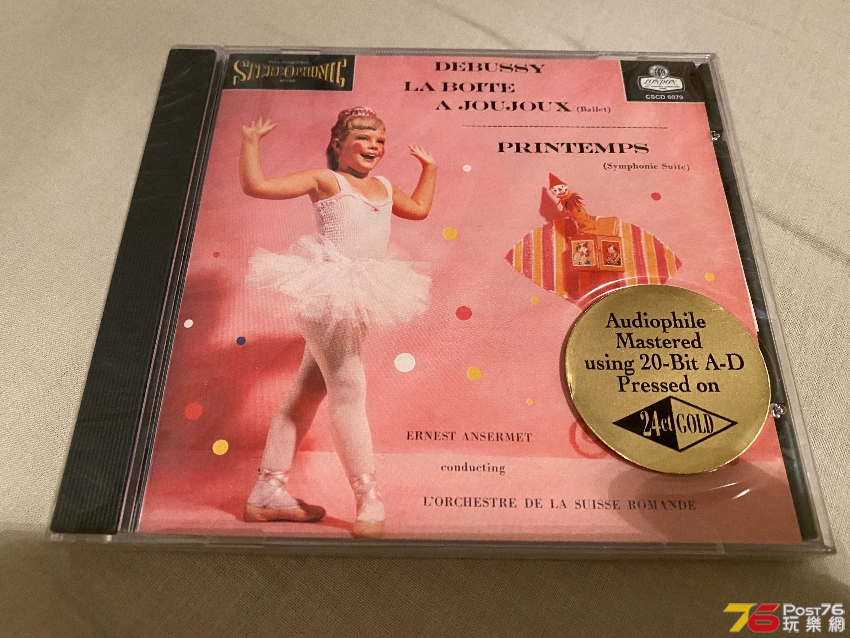 STEREOPHONIC
DEBUSSY
LA BOITE
A JOUJOUX (Ballet)
LONDON
CSCD 6079
PRINTEMPS
(Symphonic Suite)
Audiophile
Mastered
using 20-Bit A-D
Pressed on
24ct GOLD
ERNEST ANSERMET
conducting
L'ORCHESTRE DE LA SUISSE ROMANDE
76 POST76
玩樂網